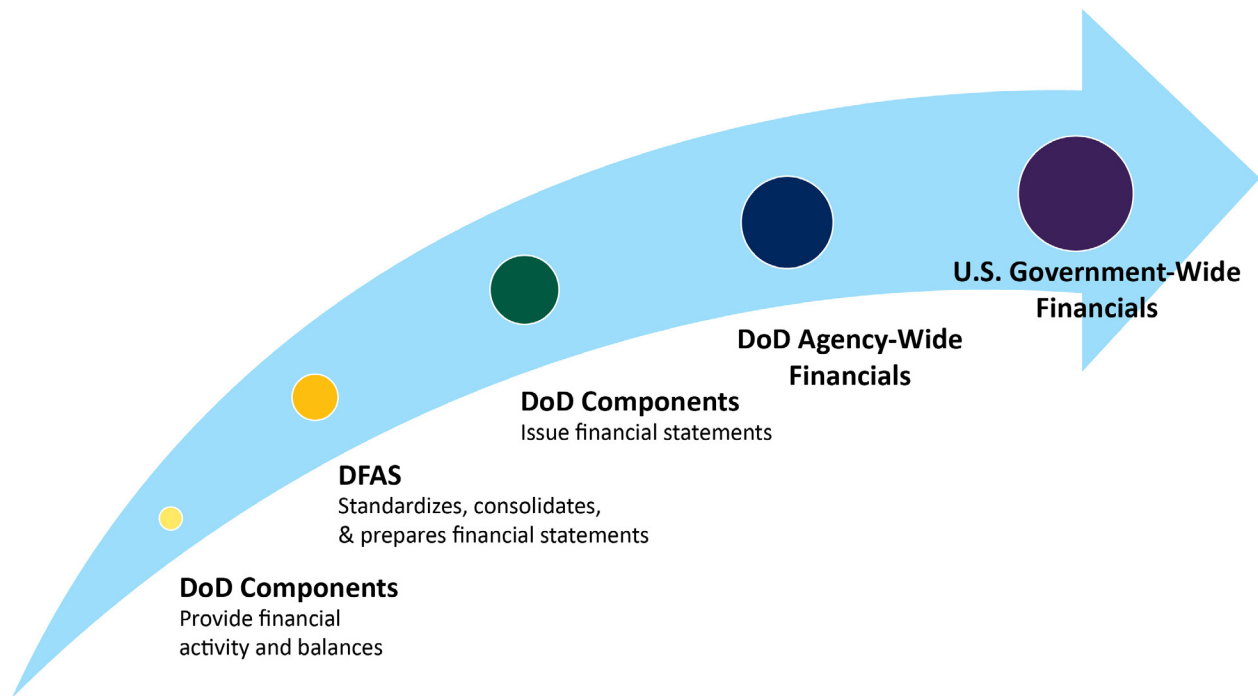 U.S. Government-Wide
Financials
DoD Agency-Wide
Financials
DoD Components
Issue financial statements
DFAS
Standardizes, consolidates,
& prepares financial statements
DoD Components
Provide financial
activity and balances